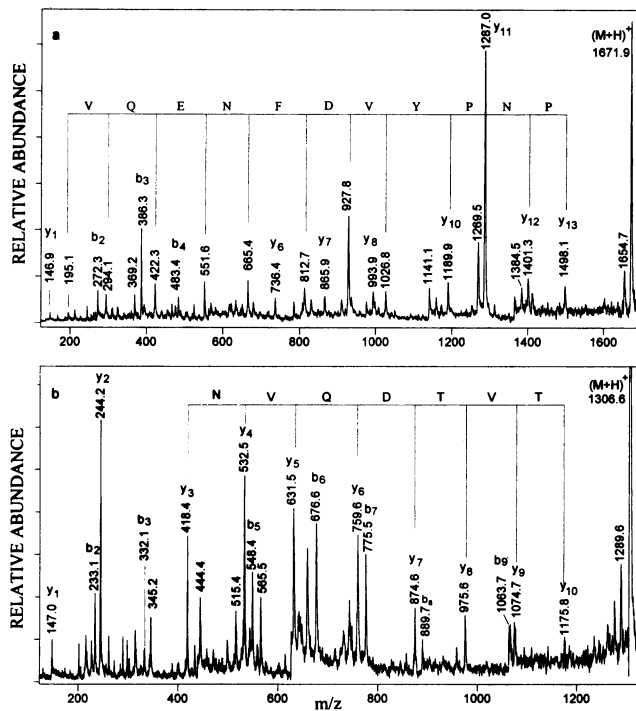 a
y11
1287.0
(M+H)+
1671.9
V Q E N F D V Y P N P
RELATIVE ABUNDANCE
y1
146.9
195.1
b2
272.3
294.1
369.2
b3
386.3
422.3
b4
483.4
551.6
665.4
y6
736.4
812.7
y7
865.9
927.8
y8
993.9
1026.8
1141.1
y10
1189.9
1269.5
y12
1384.5
1401.3
y13
1498.1
1654.7
200 400 600 800 1000 1200 1400 1600
b
y2
244.2
(M+H)+
1306.6
N V Q D T V T
RELATIVE ABUNDANCE
y1
147.0
b2
233.1
b3
332.1
345.2
y3
418.4
444.4
515.4
y4
532.5
b5
548.4
565.5
y5
631.5
b6
676.6
y6
759.6
b7
775.5
y7
874.6
b8
889.7
y8
975.6
b9
1063.7
y9
1074.7
y10
1175.8
1289.6
200 400 600 800 1000 1200
m/z